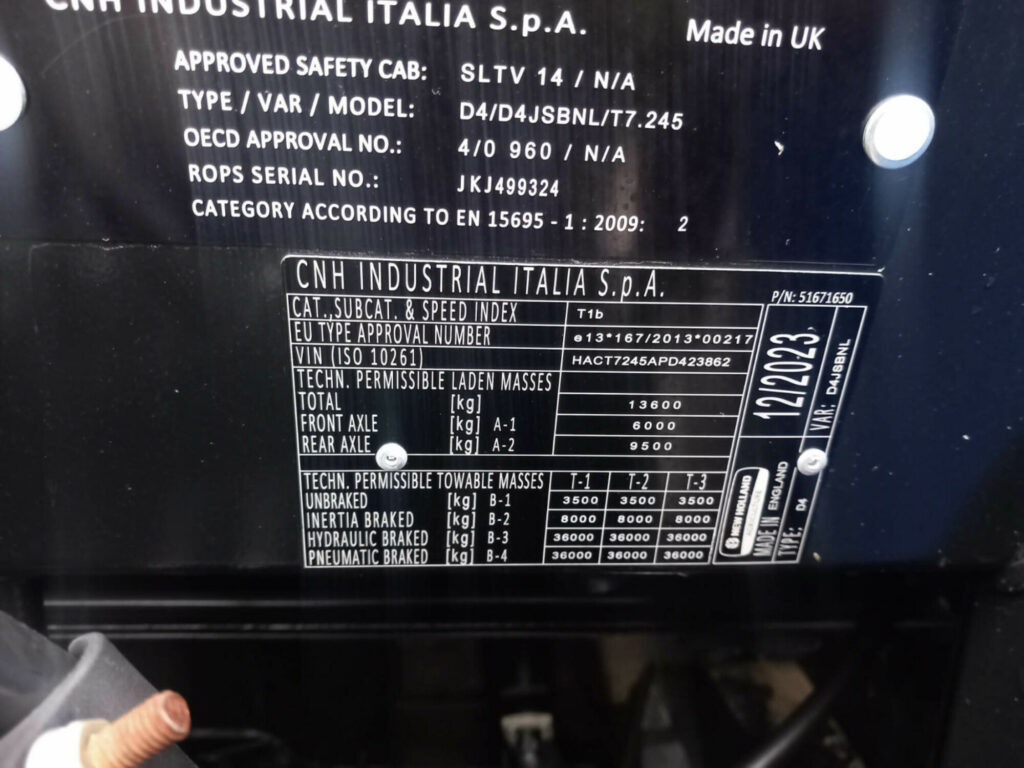 CNH INDUSTRIAL ITALIA S.p.A.
Made in UK
APPROVED SAFETY CAB: SLTV 14 / N/A
TYPE / VAR / MODEL: D4/D4JSBNL/T7.245
OECD APPROVAL NO.: 4/0 960 / N/A
ROPS SERIAL NO.: JKJ499324
CATEGORY ACCORDING TO EN 15695 - 1 : 2009: 2
CNH INDUSTRIAL ITALIA S.p.A.
P/N: 51671650
CAT.,SUBCAT. & SPEED INDEX T1b
EU TYPE APPROVAL NUMBER e13*167/2013*00217
VIN (ISO 10261) HACT7245APD423862
TECHN. PERMISSIBLE LADEN MASSES
TOTAL [kg] 13600
FRONT AXLE [kg] A-1 6000
REAR AXLE [kg] A-2 9500
TECHN. PERMISSIBLE TOWABLE MASSES T-1 T-2 T-3
UNBRAKED [kg] B-1 3500 3500 3500
INERTIA BRAKED [kg] B-2 8000 8000 8000
HYDRAULIC BRAKED [kg] B-3 36000 36000 36000
PNEUMATIC BRAKED [kg] B-4 36000 36000 36000
12/2023
VAR: D4JSBNL
NEW HOLLAND
MADE IN ENGLAND
TYPE: D4